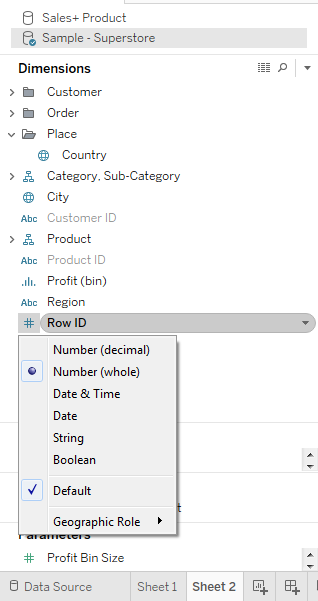 Sales+ Product
Sample - Superstore
Dimensions
Customer
Order
Place
Country
Category, Sub-Category
City
Abc Customer ID
Product
Abc Product ID
Profit (bin)
Abc Region
# Row ID
Number (decimal)
Number (whole)
Date & Time
Date
String
Boolean
Default
Geographic Role
Parameters
# Profit Bin Size
Data Source Sheet 1 Sheet 2